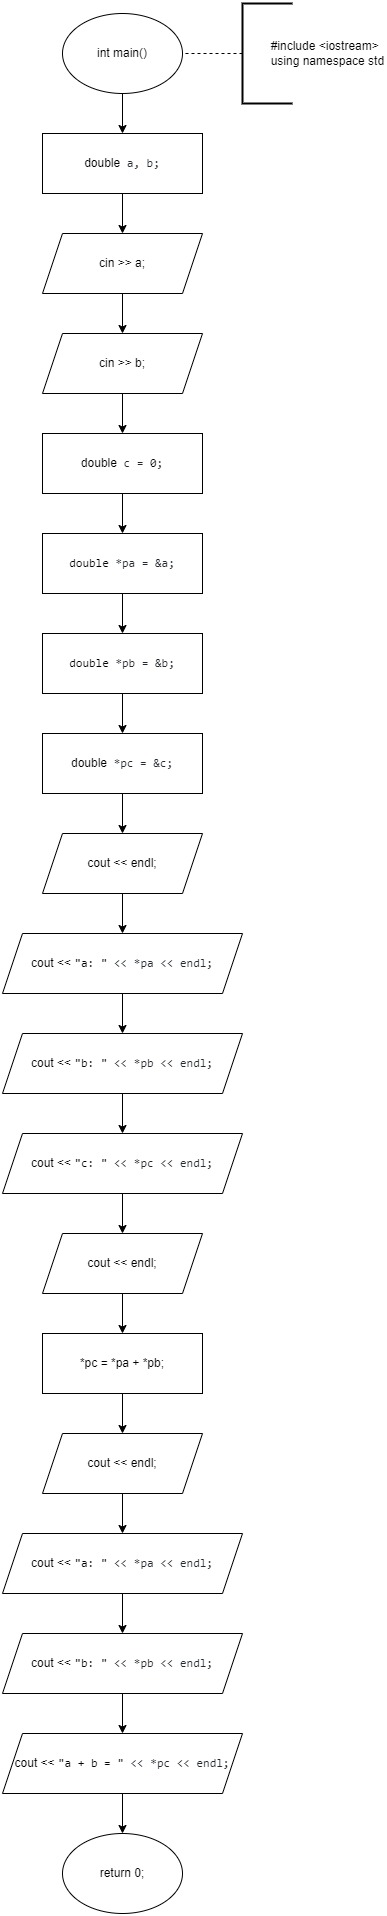 int main()
#include <iostream>
using namespace std
double a, b;
cin >> a;
cin >> b;
double c = 0;
double *pa = &a;
double *pb = &b;
double *pc = &c;
cout << endl;
cout << "a: " << *pa << endl;
cout << "b: " << *pb << endl;
cout << "c: " << *pc << endl;
cout << endl;
*pc = *pa + *pb;
cout << endl;
cout << "a: " << *pa << endl;
cout << "b: " << *pb << endl;
cout << "a + b = " << *pc << endl;
return 0;